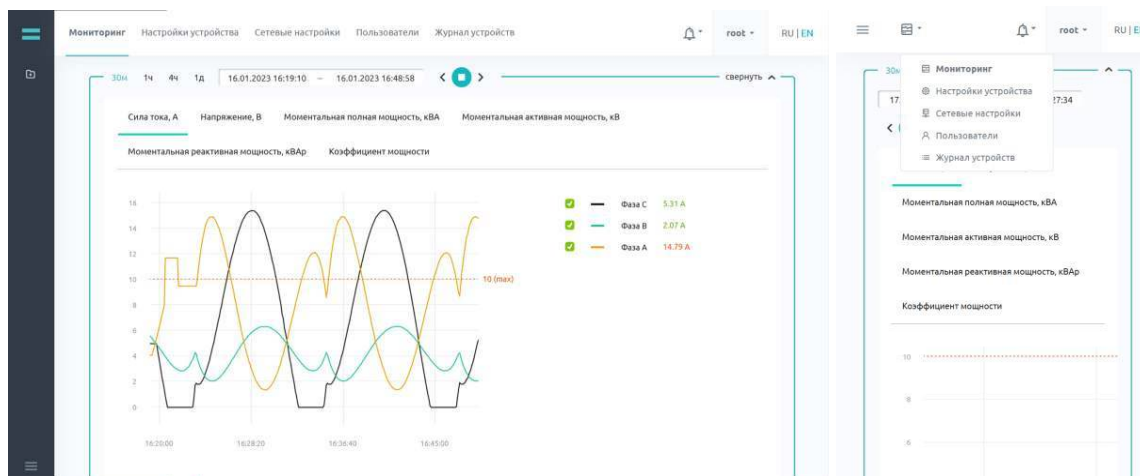 Мониторинг Настройки устройства Сетевые настройки Пользователи Журнал устройств root RU | EN
30м 1ч 4ч 1д 16.01.2023 16:19:10 – 16.01.2023 16:48:58 свернуть
Сила тока, А Напряжение, В Моментальная полная мощность, кВА Моментальная активная мощность, кВ
Моментальная реактивная мощность, кВАр Коэффициент мощности
16
14
12
10
8
6
4
2
0
10 (max)
16:20:00 16:28:20 16:36:40 16:45:00
Фаза С 5.31 А
Фаза В 2.07 А
Фаза А 14.79 А
root RU | E
30м
17. 27:34
Мониторинг
Настройки устройства
Сетевые настройки
Пользователи
Журнал устройств
Моментальная полная мощность, кВА
Моментальная активная мощность, кВ
Моментальная реактивная мощность, кВАр
Коэффициент мощности
10
8
6